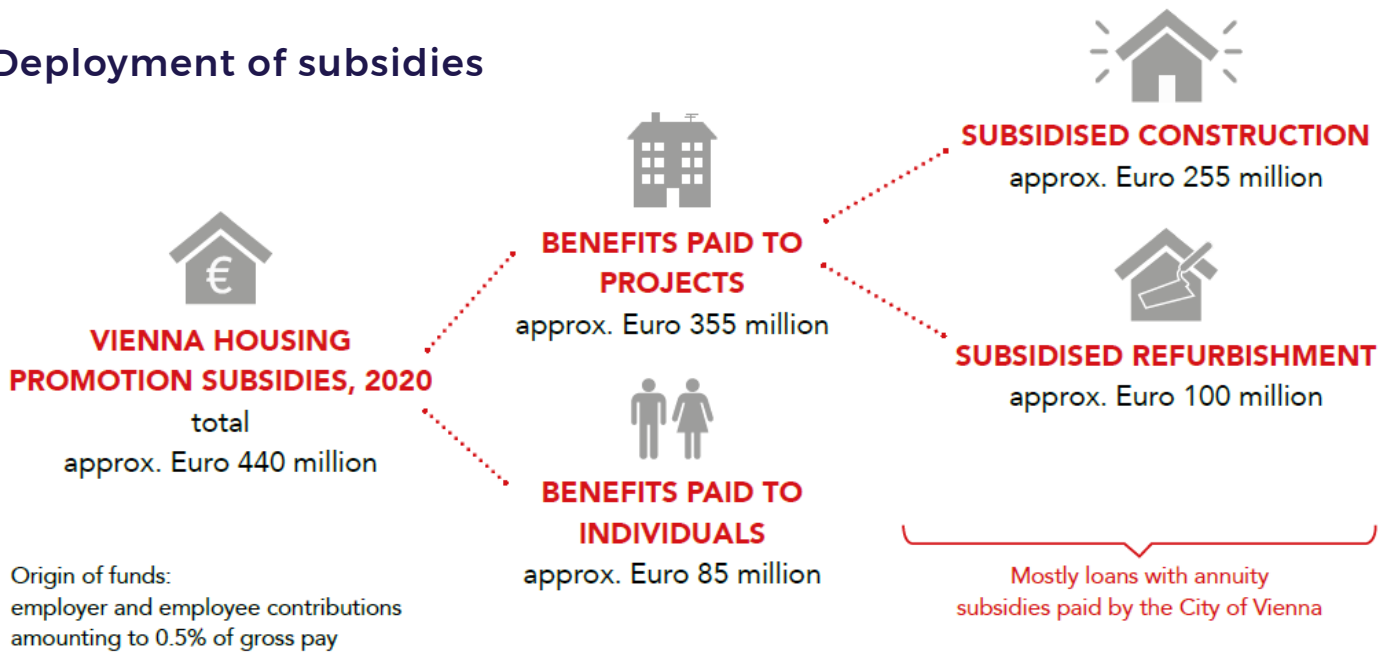 Deployment of subsidies
€
VIENNA HOUSING
PROMOTION SUBSIDIES, 2020
total
approx. Euro 440 million
Origin of funds:
employer and employee contributions
amounting to 0.5% of gross pay
BENEFITS PAID TO
PROJECTS
approx. Euro 355 million
BENEFITS PAID TO
INDIVIDUALS
approx. Euro 85 million
SUBSIDISED CONSTRUCTION
approx. Euro 255 million
SUBSIDISED REFURBISHMENT
approx. Euro 100 million
Mostly loans with annuity
subsidies paid by the City of Vienna